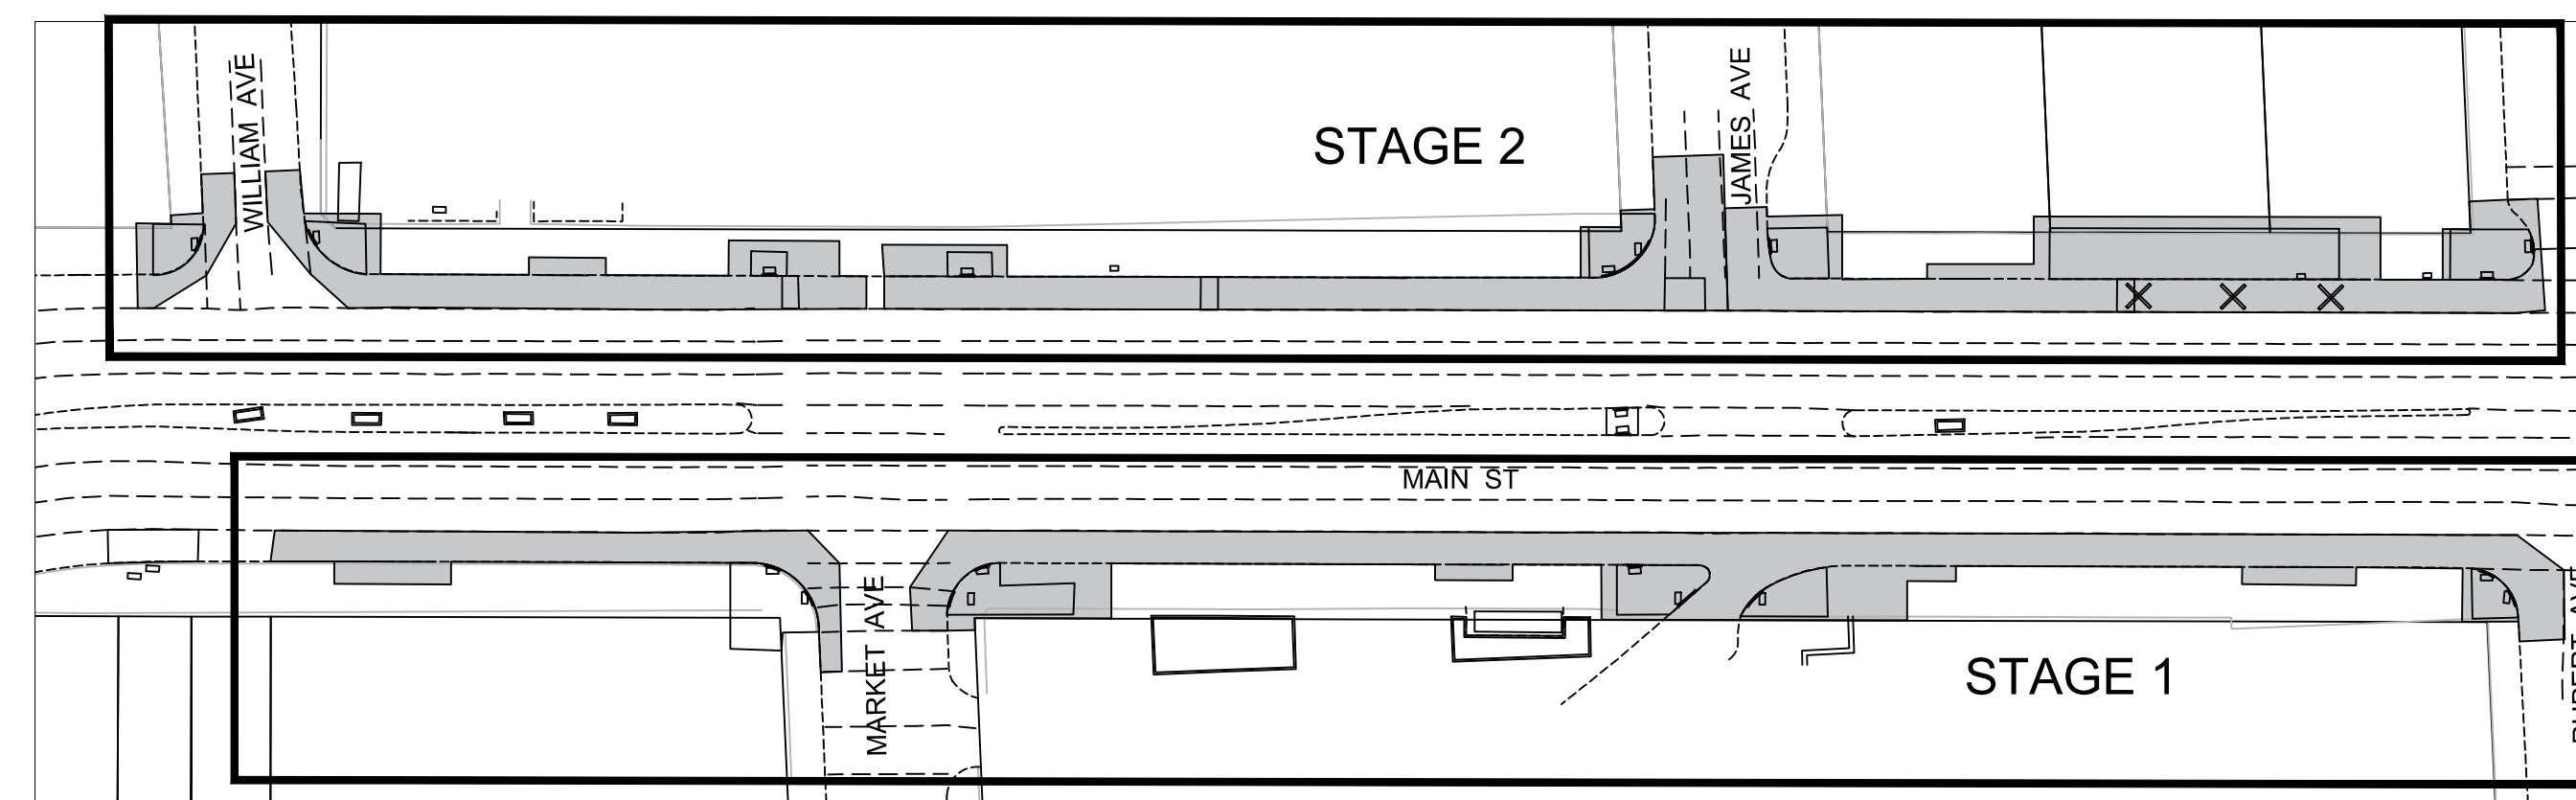 WILLIAM AVE
STAGE 2
JAMES AVE
MAIN ST
MARKET AVE
STAGE 1